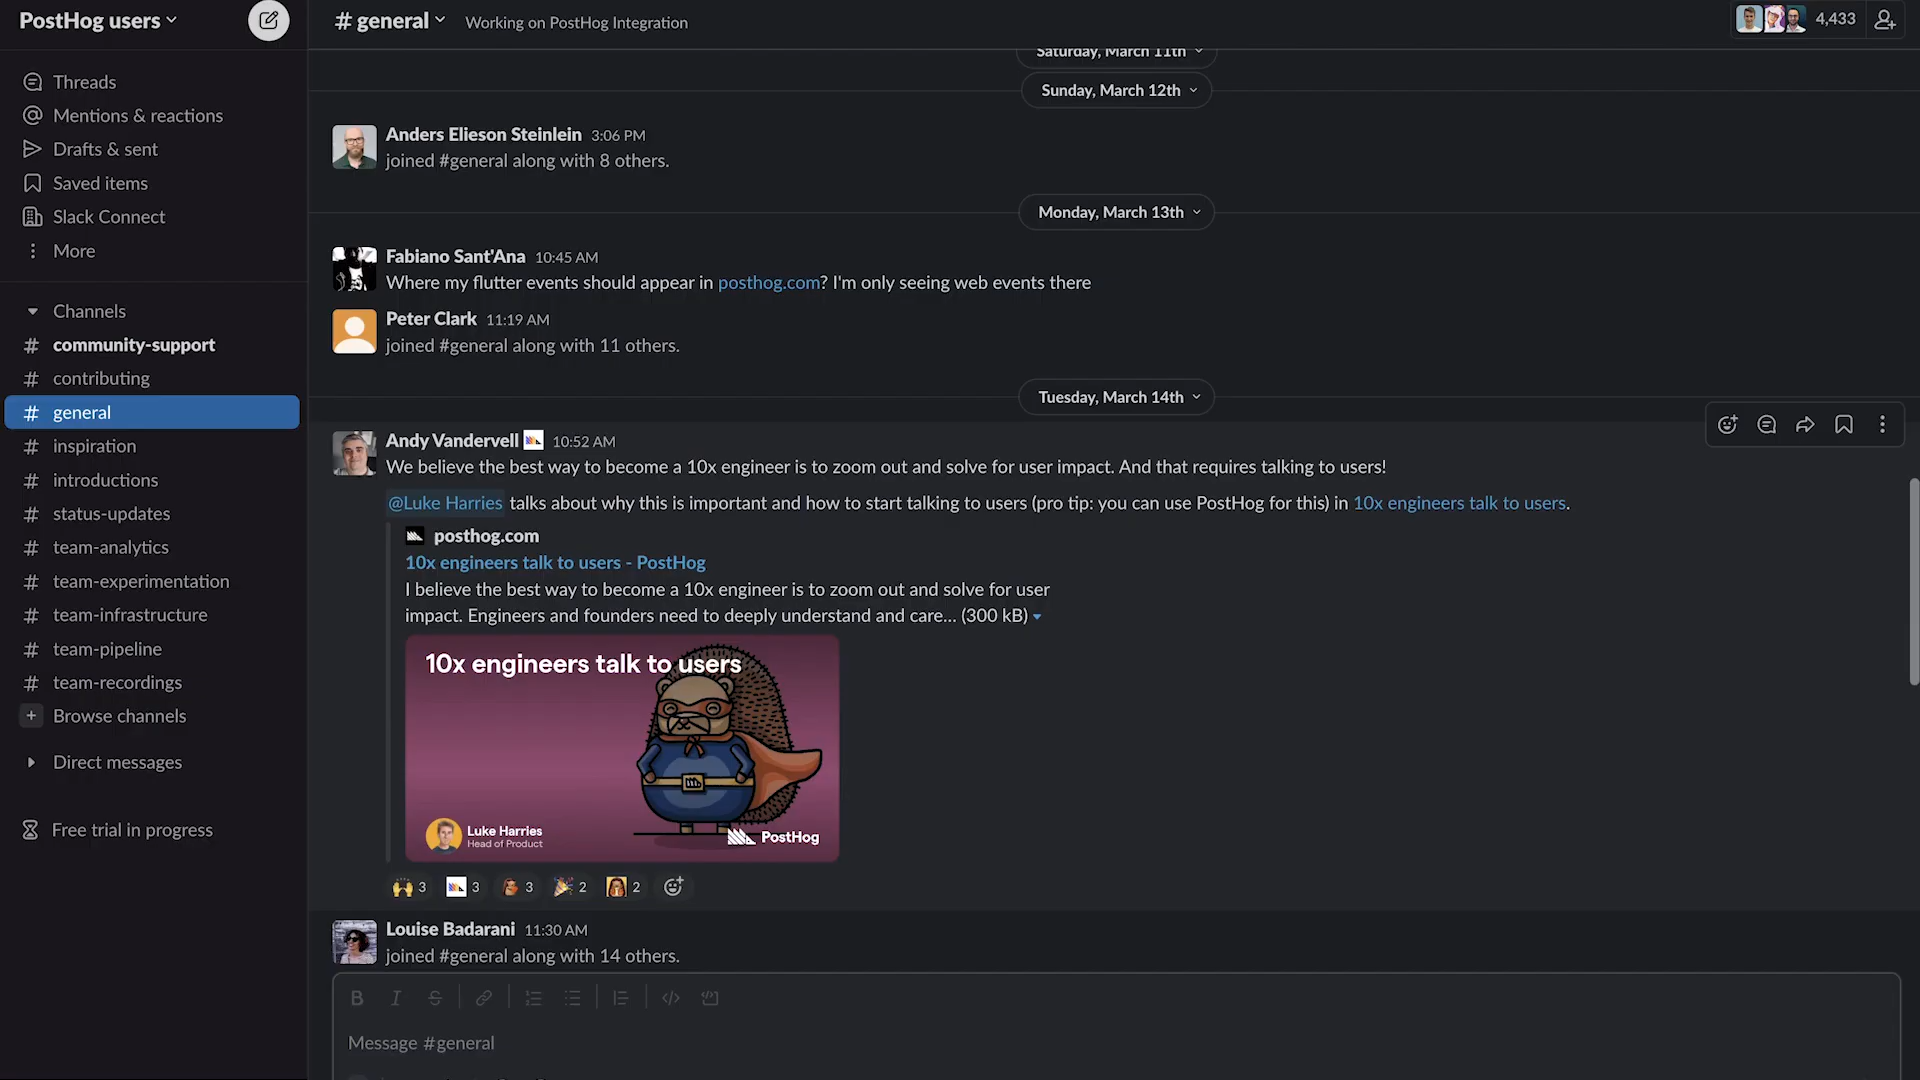 PostHog users
Threads
Mentions & reactions
Drafts & sent
Saved items
Slack Connect
More
Channels
# community-support
# contributing
# general
# inspiration
# introductions
# status-updates
# team-analytics
# team-experimentation
# team-infrastructure
# team-pipeline
# team-recordings
+ Browse channels
Direct messages
Free trial in progress
# general Working on PostHog Integration
4,433
Saturday, March 11th
Sunday, March 12th
Anders Elieson Steinlein 3:06 PM
joined #general along with 8 others.
Monday, March 13th
Fabiano Sant'Ana 10:45 AM
Where my flutter events should appear in posthog.com? I'm only seeing web events there
Peter Clark 11:19 AM
joined #general along with 11 others.
Tuesday, March 14th
Andy Vandervell 10:52 AM
We believe the best way to become a 10x engineer is to zoom out and solve for user impact. And that requires talking to users!
@Luke Harries talks about why this is important and how to start talking to users (pro tip: you can use PostHog for this) in 10x engineers talk to users.
posthog.com
10x engineers talk to users - PostHog
I believe the best way to become a 10x engineer is to zoom out and solve for user
impact. Engineers and founders need to deeply understand and care... (300 kB)
10x engineers talk to users
Luke Harries
Head of Product
PostHog
3 3 3 2 2
Louise Badarani 11:30 AM
joined #general along with 14 others.
B I S
Message #general